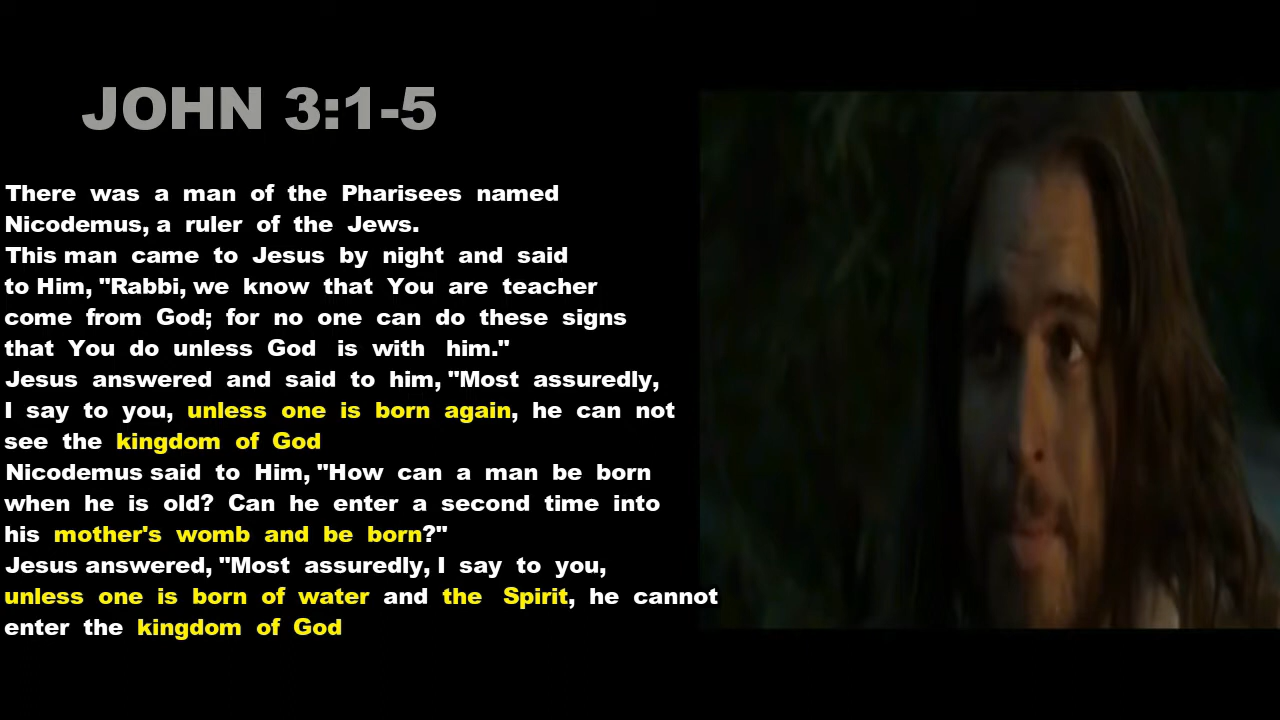 JOHN 3:1-5
There was a man of the Pharisees named
Nicodemus, a ruler of the Jews.
This man came to Jesus by night and said
to Him, "Rabbi, we know that You are teacher
come from God; for no one can do these signs
that You do unless God is with him."
Jesus answered and said to him, "Most assuredly,
I say to you, unless one is born again, he can not
see the kingdom of God
Nicodemus said to Him, "How can a man be born
when he is old? Can he enter a second time into
his mother's womb and be born?"
Jesus answered, "Most assuredly, I say to you,
unless one is born of water and the Spirit, he cannot
enter the kingdom of God